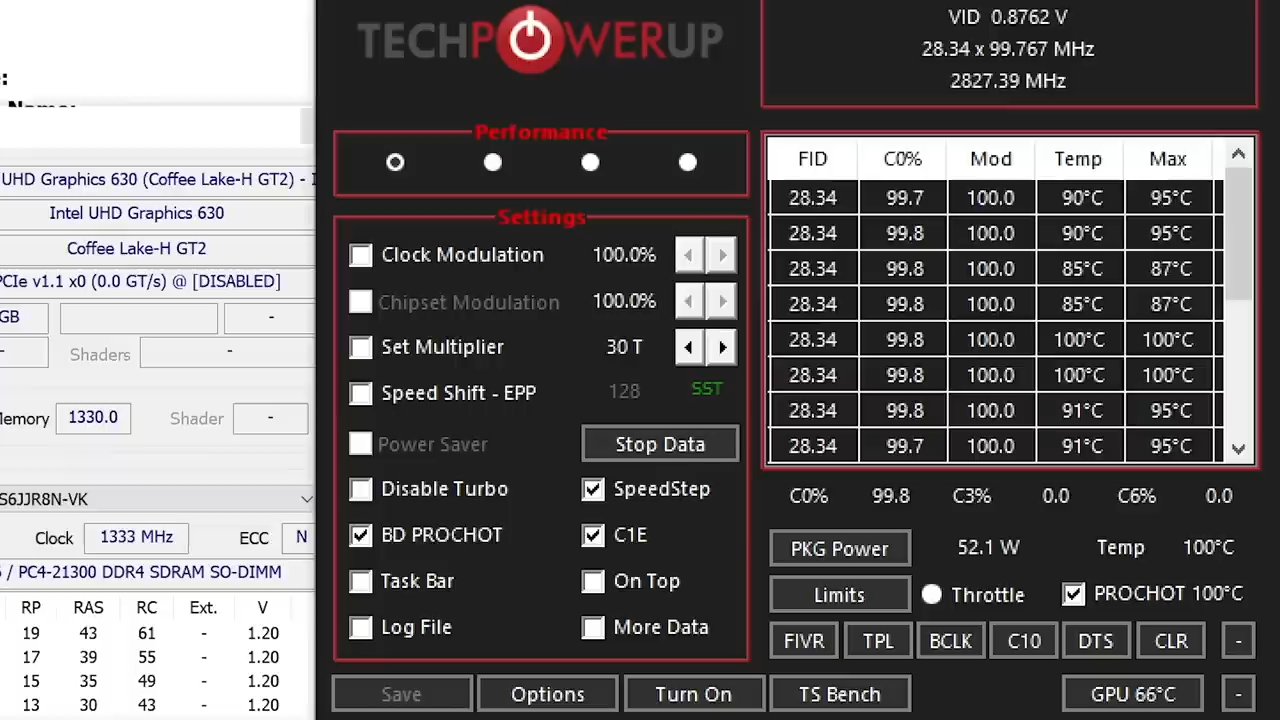 :
Name:
UHD Graphics 630 (Coffee Lake-H GT2) -
Intel UHD Graphics 630
Coffee Lake-H GT2
PCIe v1.1 x0 (0.0 GT/s) @ [DISABLED]
GB -
- Shaders -
Memory 1330.0 Shader -
S6JJR8N-VK
Clock 1333 MHz ECC N
/ PC4-21300 DDR4 SDRAM SO-DIMM
RP RAS RC Ext. V
19 43 61 - 1.20
17 39 55 - 1.20
15 35 49 - 1.20
13 30 43 - 1.20
TECHPOWERUP
Performance
Settings
Clock Modulation 100.0%
Chipset Modulation 100.0%
Set Multiplier 30 T
Speed Shift - EPP 128 SST
Power Saver Stop Data
Disable Turbo SpeedStep
BD PROCHOT C1E
Task Bar On Top
Log File More Data
Save Options Turn On
VID 0.8762 V
28.34 x 99.767 MHz
2827.39 MHz
FID C0% Mod Temp Max
28.34 99.7 100.0 90°C 95°C
28.34 99.8 100.0 90°C 95°C
28.34 99.8 100.0 85°C 87°C
28.34 99.8 100.0 85°C 87°C
28.34 99.8 100.0 100°C 100°C
28.34 99.8 100.0 100°C 100°C
28.34 99.8 100.0 91°C 95°C
28.34 99.7 100.0 91°C 95°C
C0% 99.8 C3% 0.0 C6% 0.0
PKG Power 52.1 W Temp 100°C
Limits Throttle PROCHOT 100°C
FIVR TPL BCLK C10 DTS CLR -
TS Bench GPU 66°C -